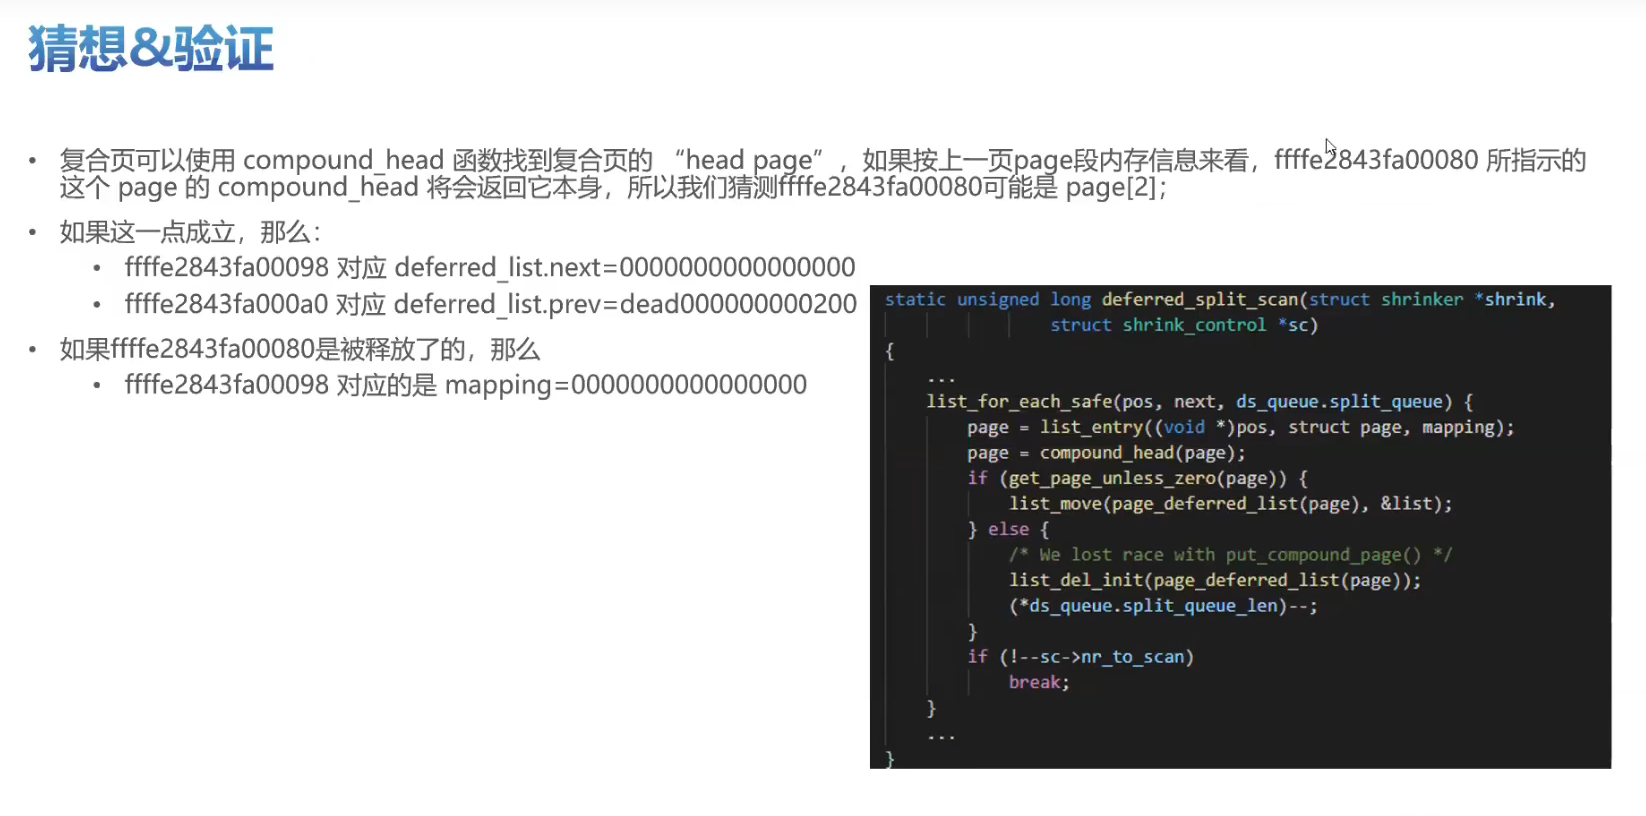 猜想&验证
• 复合页可以使用 compound_head 函数找到复合页的 “head page”，如果按上一页page段内存信息来看，ffffe2843fa00080 所指示的
这个 page 的 compound_head 将会返回它本身，所以我们猜测ffffe2843fa00080可能是 page[2]；
• 如果这一点成立，那么：
• ffffe2843fa00098 对应 deferred_list.next=0000000000000000
• ffffe2843fa000a0 对应 deferred_list.prev=dead000000000200
• 如果ffffe2843fa00080是被释放了的，那么
• ffffe2843fa00098 对应的是 mapping=0000000000000000
static unsigned long deferred_split_scan(struct shrinker *shrink,
struct shrink_control *sc)
{
...
list_for_each_safe(pos, next, ds_queue.split_queue) {
page = list_entry((void *)pos, struct page, mapping);
page = compound_head(page);
if (get_page_unless_zero(page)) {
list_move(page_deferred_list(page), &list);
} else {
/* We lost race with put_compound_page() */
list_del_init(page_deferred_list(page));
(*ds_queue.split_queue_len)--;
}
if (!--sc->nr_to_scan)
break;
}
...
}